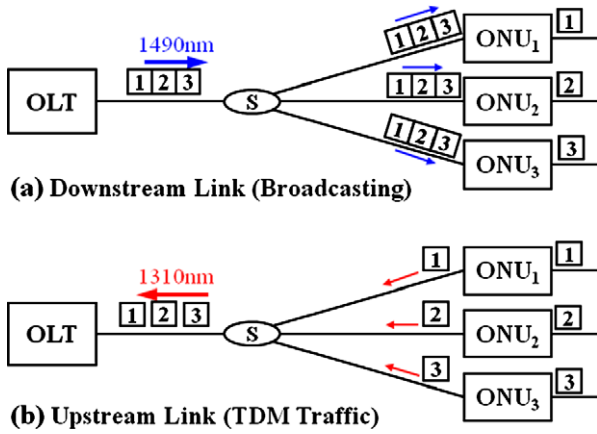 1490nm
1 2 3
OLT
S
1 2 3
ONU1
1
1 2 3
ONU2
2
1 2 3
ONU3
3
(a) Downstream Link (Broadcasting)
1310nm
1 2 3
OLT
S
1
ONU1
1
2
ONU2
2
3
ONU3
3
(b) Upstream Link (TDM Traffic)